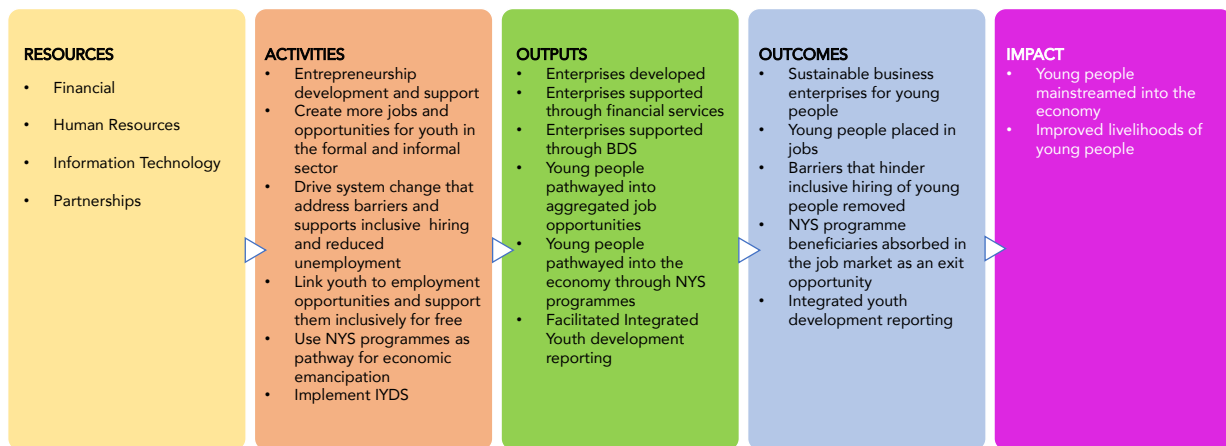 RESOURCES
• Financial
• Human Resources
• Information Technology
• Partnerships
ACTIVITIES
• Entrepreneurship
development and support
• Create more jobs and
opportunities for youth in
the formal and informal
sector
• Drive system change that
address barriers and
supports inclusive hiring
and reduced
unemployment
• Link youth to employment
opportunities and support
them inclusively for free
• Use NYS programmes as
pathway for economic
emancipation
• Implement IYDS
OUTPUTS
• Enterprises developed
• Enterprises supported
through financial services
• Enterprises supported
through BDS
• Young people
pathwayed into
aggregated job
opportunities
• Young people
pathwayed into the
economy through NYS
programmes
• Facilitated Integrated
Youth development
reporting
OUTCOMES
• Sustainable business
enterprises for young
people
• Young people placed in
jobs
• Barriers that hinder
inclusive hiring of young
people removed
• NYS programme
beneficiaries absorbed in
the job market as an exit
opportunity
• Integrated youth
development reporting
IMPACT
• Young people
mainstreamed into the
economy
• Improved livelihoods of
young people